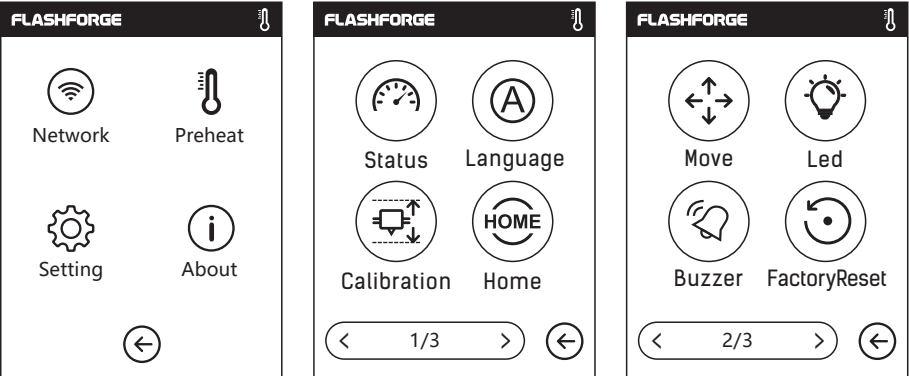 FLASHFORGE
Network Preheat
Setting About
FLASHFORGE
Status Language
Calibration HOME Home
1/3
FLASHFORGE
Move Led
Buzzer FactoryReset
2/3